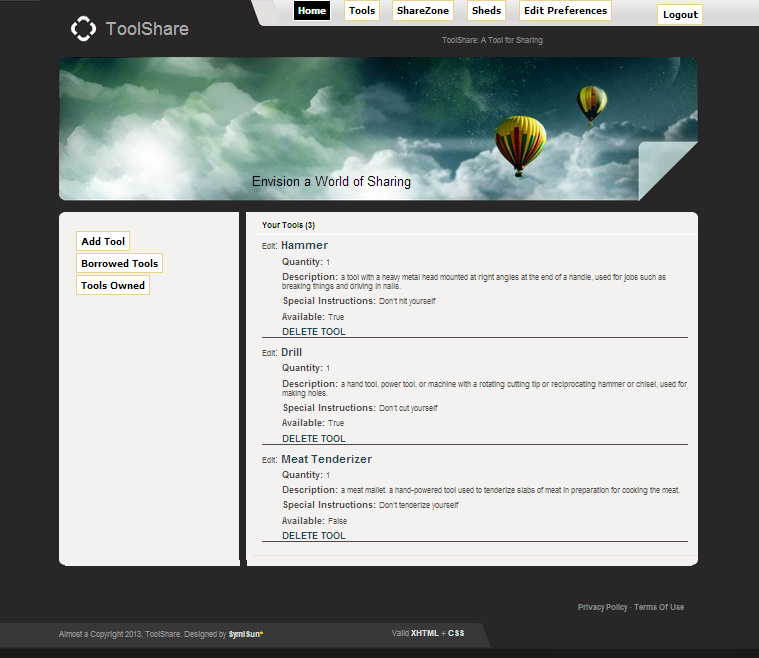 Home Tools ShareZone Sheds Edit Preferences Logout
ToolShare
ToolShare: A Tool for Sharing
Envision a World of Sharing
Add Tool
Borrowed Tools
Tools Owned
Your Tools (3)
Edit: Hammer
Quantity: 1
Description: a tool with a heavy metal head mounted at right angles at the end of a handle, used for jobs such as
breaking things and driving in nails.
Special Instructions: Don't hit yourself
Available: True
DELETE TOOL
Edit: Drill
Quantity: 1
Description: a hand tool, power tool, or machine with a rotating cutting tip or reciprocating hammer or chisel, used for
making holes.
Special Instructions: Don't cut yourself
Available: True
DELETE TOOL
Edit: Meat Tenderizer
Quantity: 1
Description: a meat mallet. a hand-powered tool used to tenderize slabs of meat in preparation for cooking the meat.
Special Instructions: Don't tenderize yourself
Available: False
DELETE TOOL
Privacy Policy - Terms Of Use
Almost a Copyright 2013, ToolShare. Designed by SymiSun*
Valid XHTML + CSS